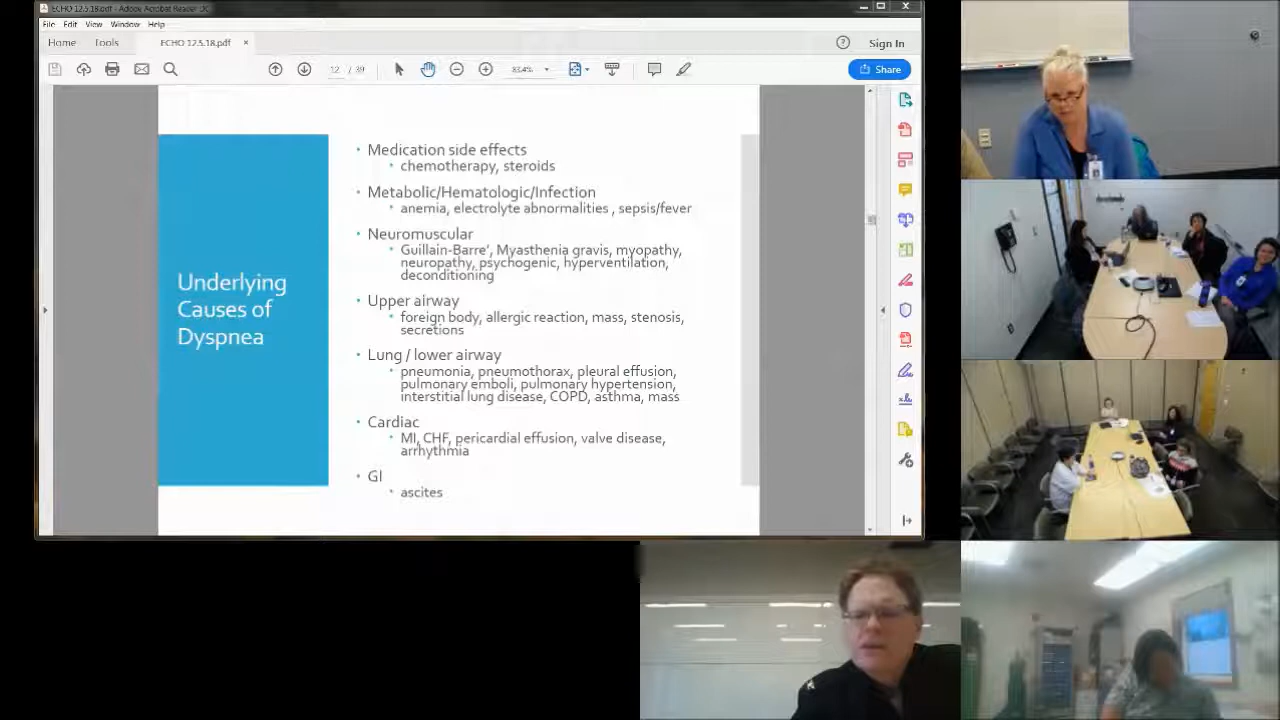 ECHO 12.5.18.pdf - Adobe Acrobat Reader DC
File Edit View Window Help
Home Tools ECHO 12.5.18.pdf × Sign In
12 / 39 83.4% Share
Underlying
Causes of
Dyspnea
• Medication side effects
• chemotherapy, steroids
• Metabolic/Hematologic/Infection
• anemia, electrolyte abnormalities , sepsis/fever
• Neuromuscular
• Guillain-Barre', Myasthenia gravis, myopathy,
neuropathy, psychogenic, hyperventilation,
deconditioning
• Upper airway
• foreign body, allergic reaction, mass, stenosis,
secretions
• Lung / lower airway
• pneumonia, pneumothorax, pleural effusion,
pulmonary emboli, pulmonary hypertension,
interstitial lung disease, COPD, asthma, mass
• Cardiac
• MI, CHF, pericardial effusion, valve disease,
arrhythmia
• GI
• ascites